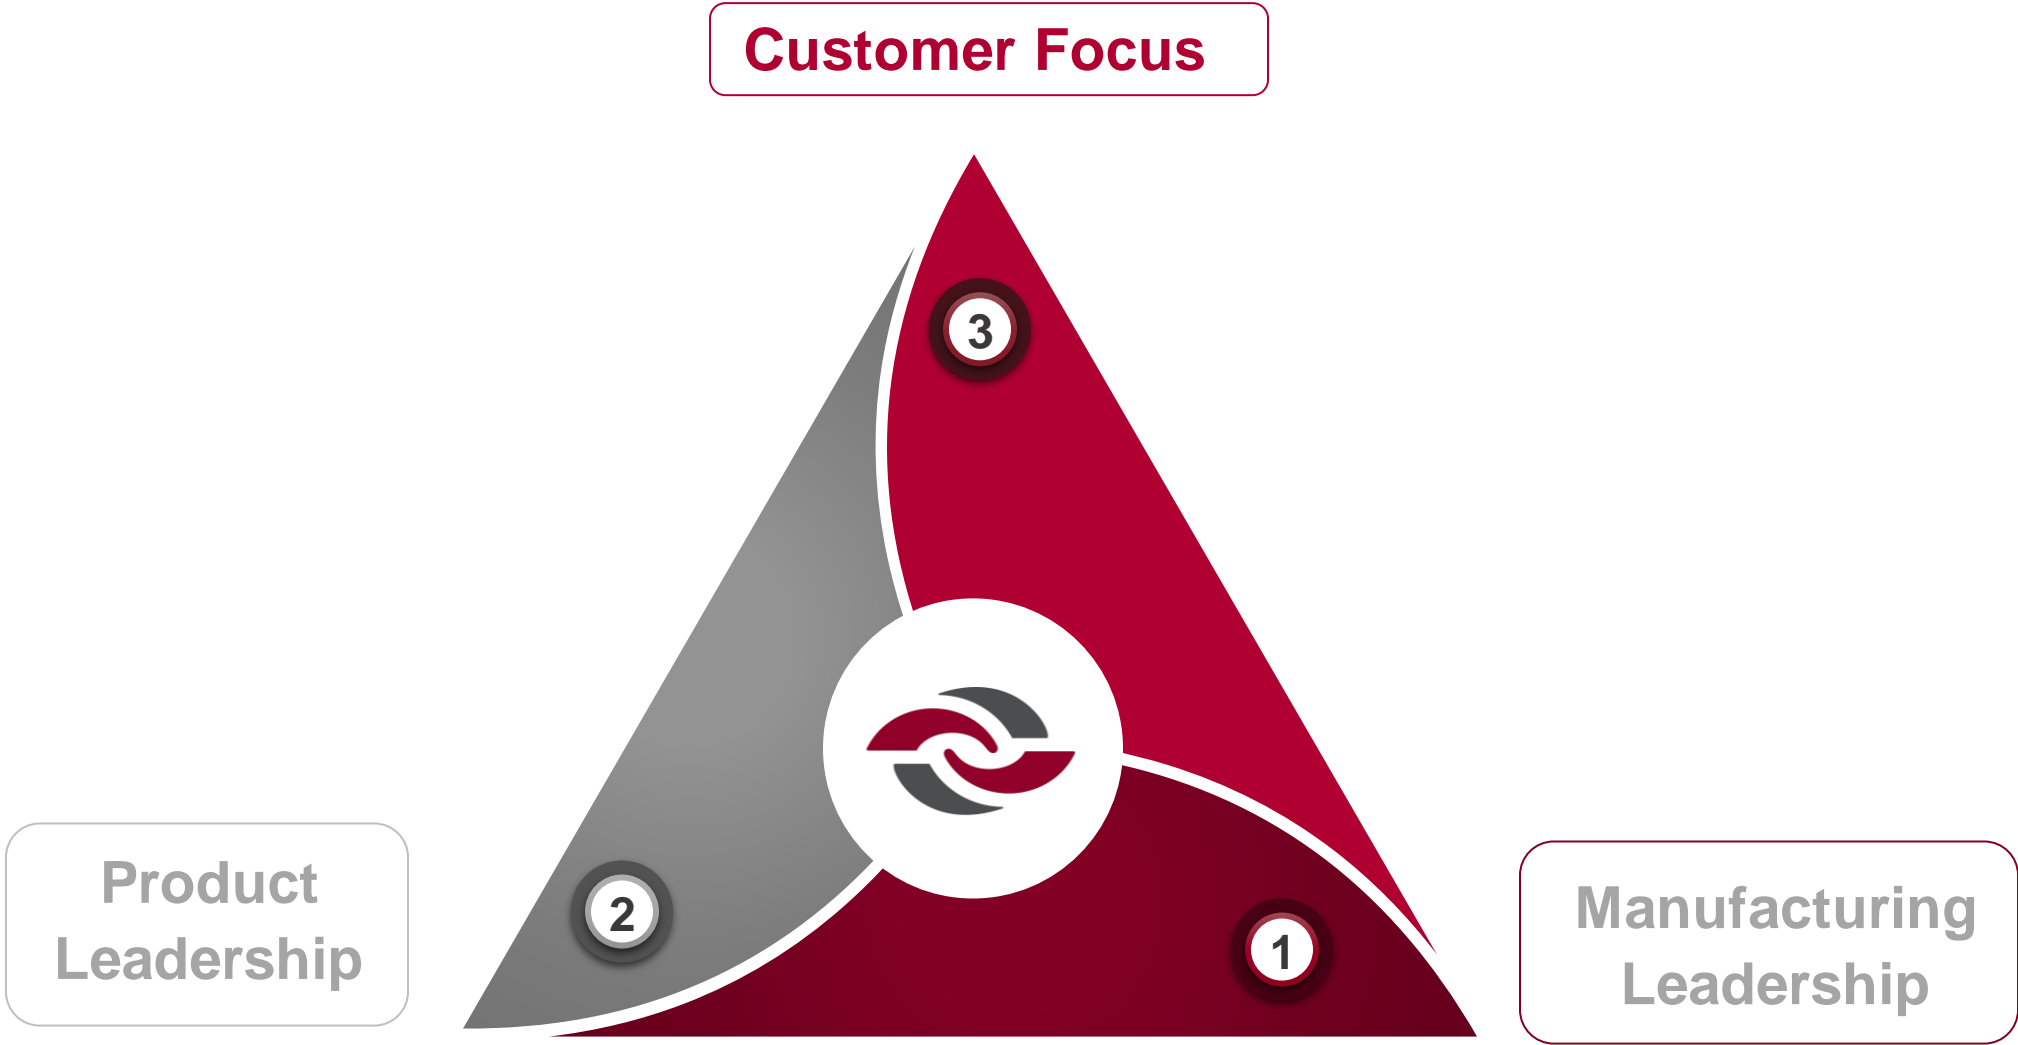 Customer Focus
3
2
1
Product
Leadership
Manufacturing
Leadership